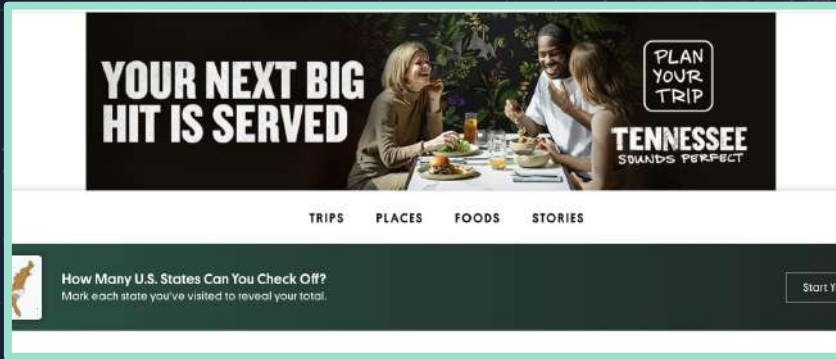 YOUR NEXT BIG
HIT IS SERVED
PLAN
YOUR
TRIP
TENNESSEE
SOUNDS PERFECT
TRIPS PLACES FOODS STORIES
How Many U.S. States Can You Check Off?
Mark each state you've visited to reveal your total.
Start Y